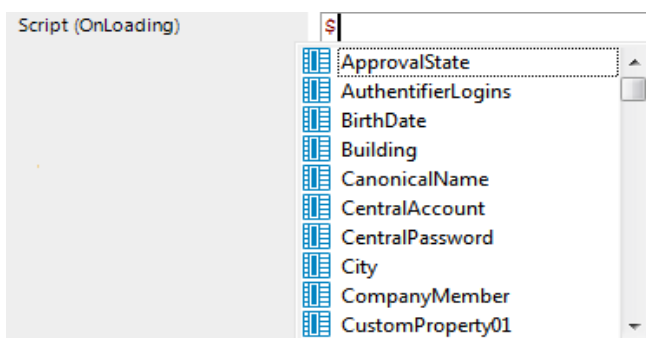 Script (OnLoading) $
ApprovalState
AuthentifierLogins
BirthDate
Building
CanonicalName
CentralAccount
CentralPassword
City
CompanyMember
CustomProperty01